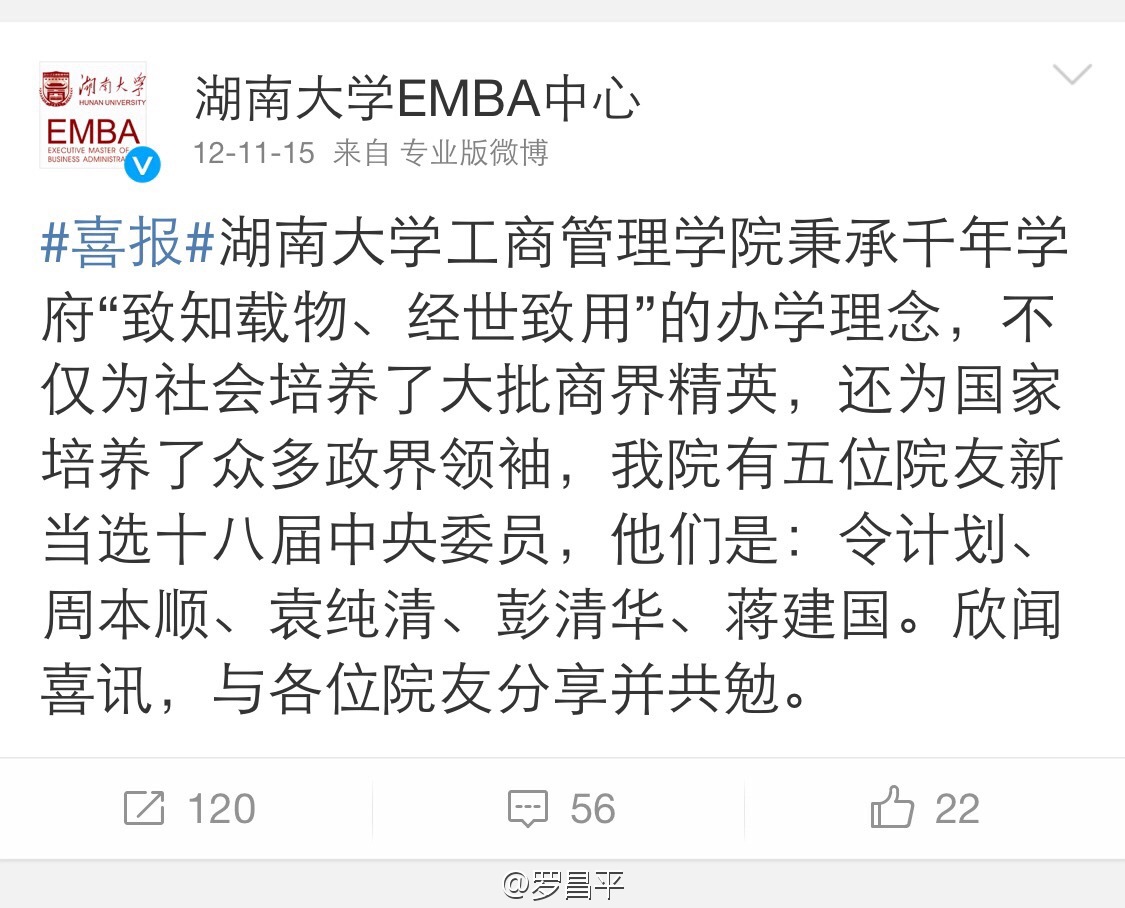 湖南大学
HUNAN UNIVERSITY
EMBA
EXECUTIVE MASTER OF
BUSINESS ADMINISTRA
V
湖南大学EMBA中心
12-11-15 来自 专业版微博
#喜报#湖南大学工商管理学院秉承千年学
府“致知载物、经世致用”的办学理念，不
仅为社会培养了大批商界精英，还为国家
培养了众多政界领袖，我院有五位院友新
当选十八届中央委员，他们是：令计划、
周本顺、袁纯清、彭清华、蒋建国。欣闻
喜讯，与各位院友分享并共勉。
120
56
22
@罗昌平